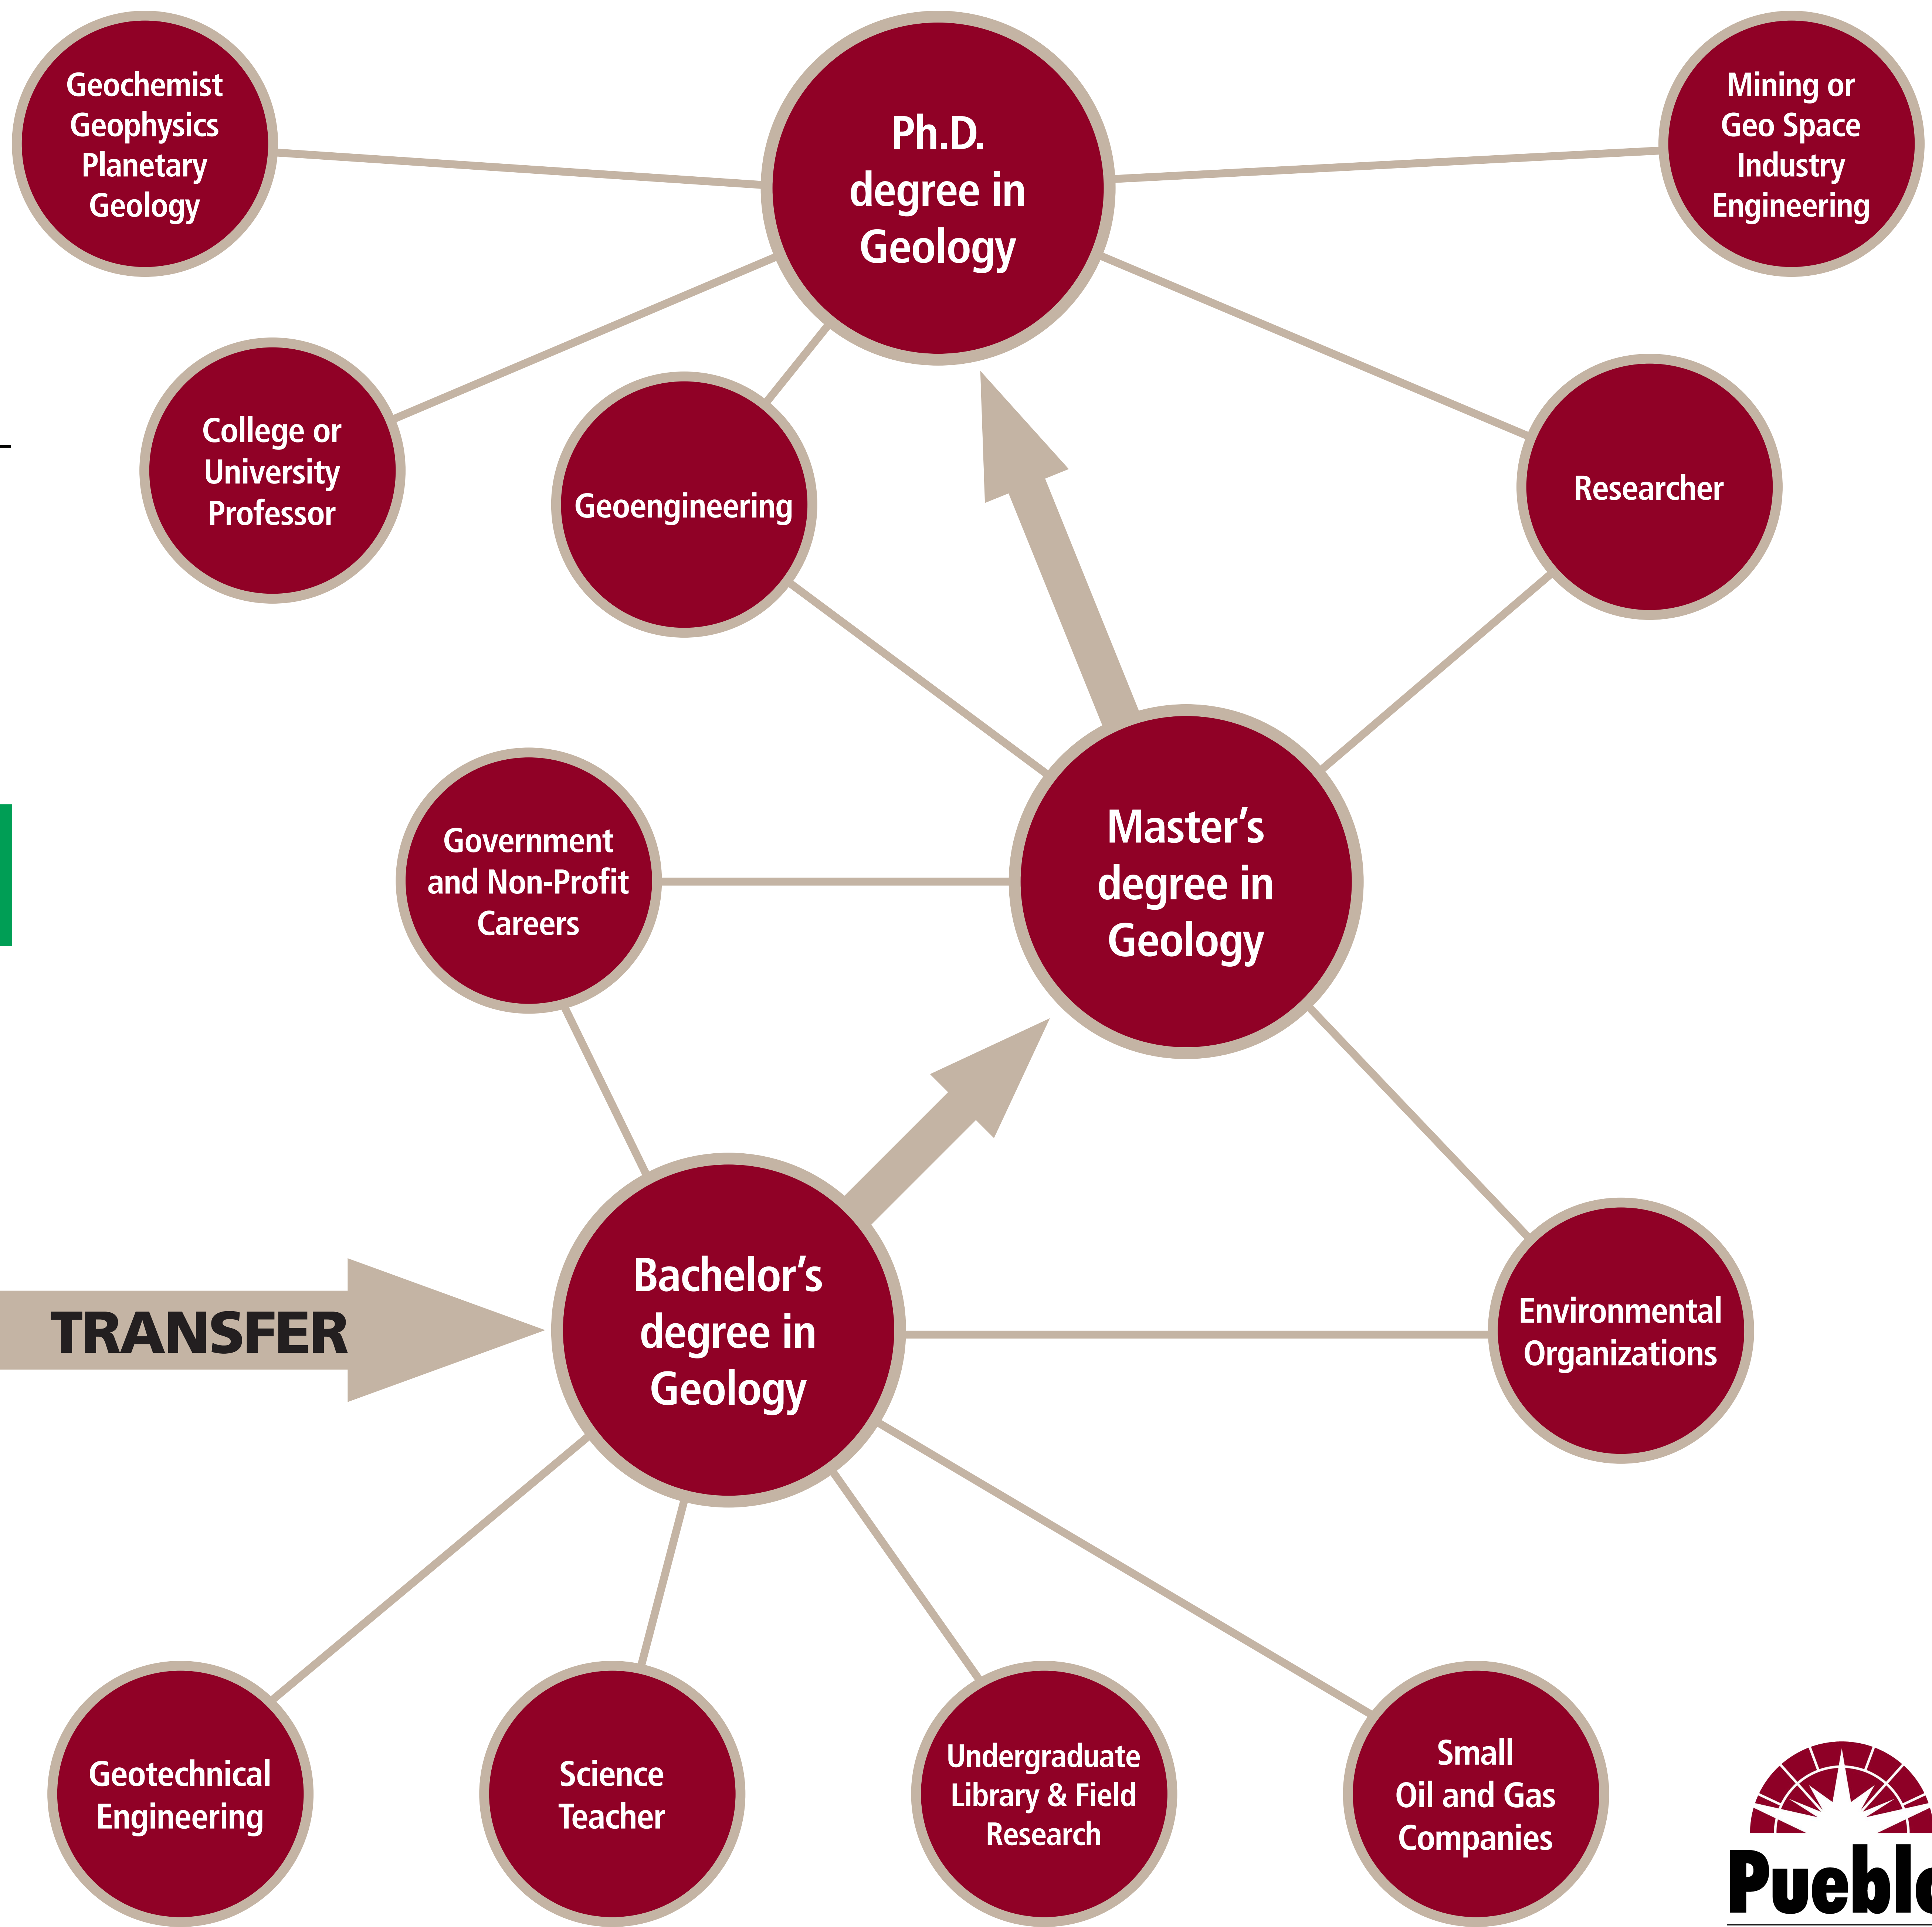 Geochemist
Geophysics
Planetary
Geology
Ph.D.
degree in
Geology
Mining or
Geo Space
Industry
Engineering
College or
University
Professor
Geoengineering
Researcher
Government
and Non-Profit
Careers
Master’s
degree in
Geology
TRANSFER
Bachelor’s
degree in
Geology
Environmental
Organizations
Geotechnical
Engineering
Science
Teacher
Undergraduate
Library & Field
Research
Small
Oil and Gas
Companies